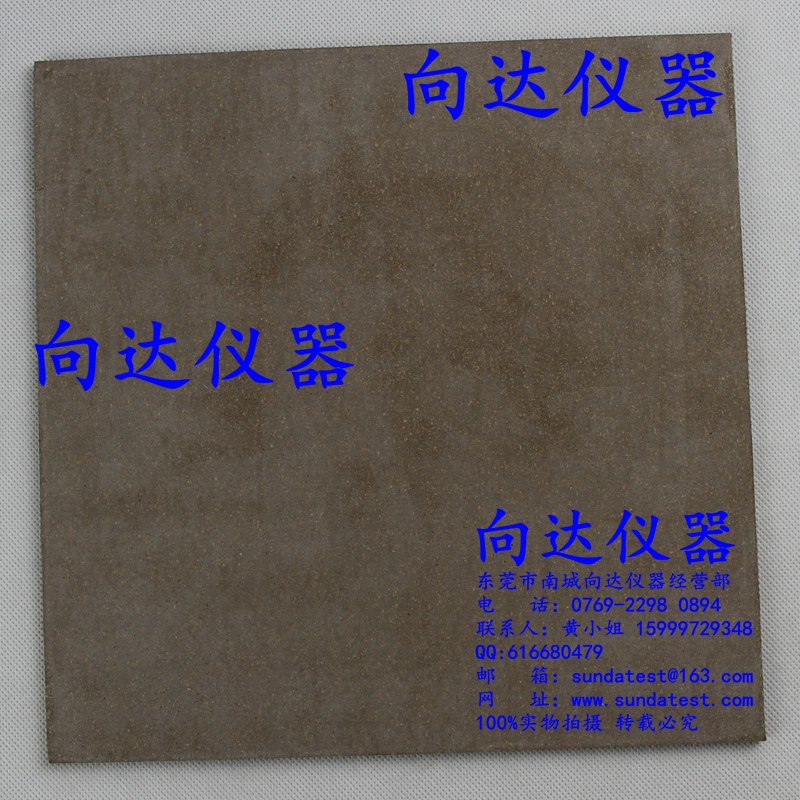 向达仪器
向达仪器
向达仪器
东莞市南城向达仪器经营部
电 话：0769-2298 0894
联系人：黄小姐 15999729348
QQ:616680479
邮 箱：sundatest@163.com
网 址：www.sundatest.com
100%实物拍摄 转载必究